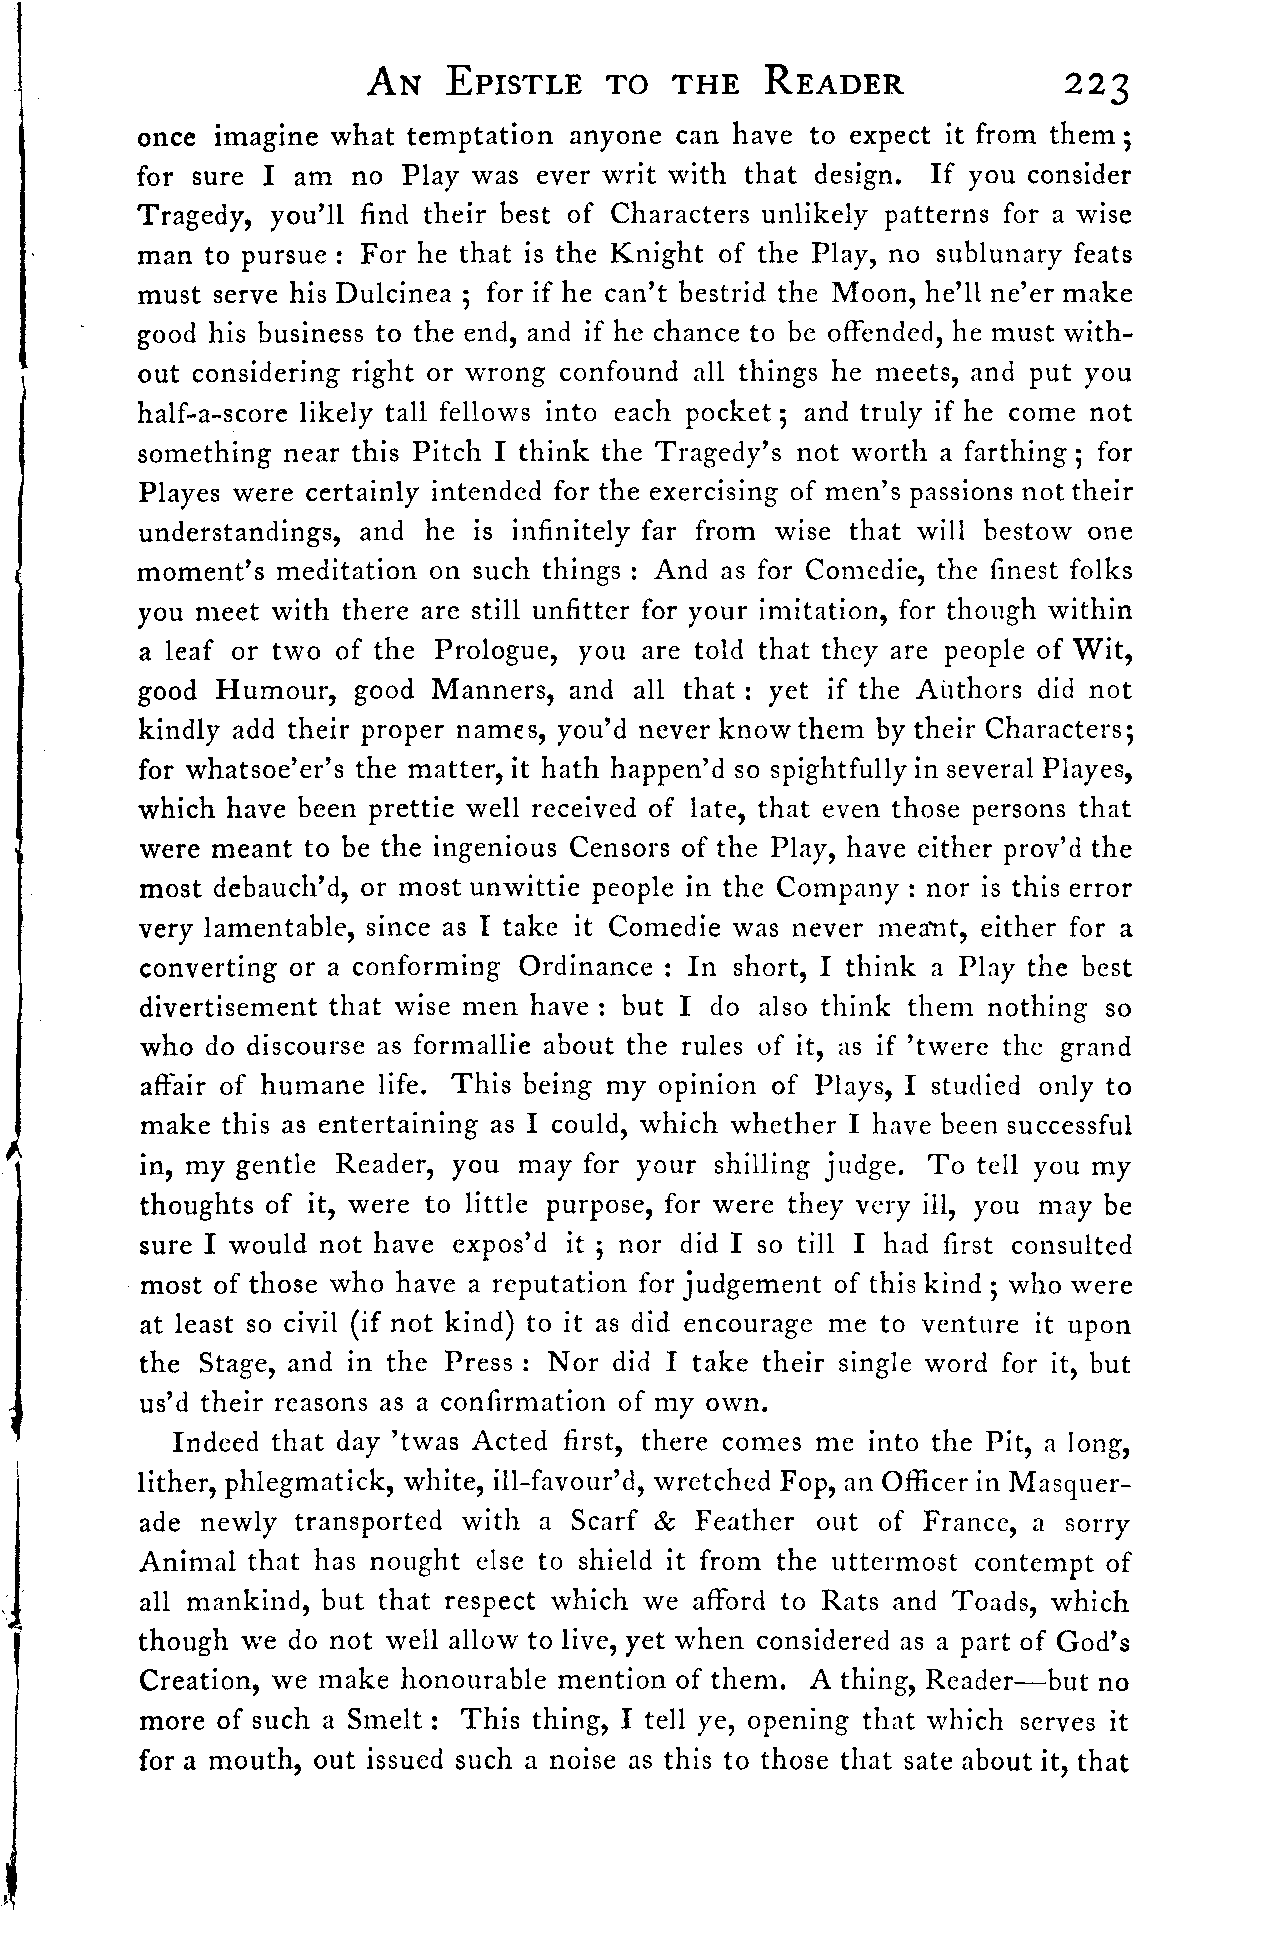 AN EPISTLE TO THE READER 223
once imagine what temptation anyone can have to expect it from them;
for sure I am no Play was ever writ with that design. If you consider
Tragedy, you'll find their best of Characters unlikely patterns for a wise
man to pursue : For he that is the Knight of the Play, no sublunary feats
must serve his Dulcinea ; for if he can't bestrid the Moon, he'll ne'er make
good his business to the end, and if he chance to be offended, he must with-
out considering right or wrong confound all things he meets, and put you
half-a-score likely tall fellows into each pocket ; and truly if he come not
something near this Pitch I think the Tragedy's not worth a farthing ; for
Playes were certainly intended for the exercising of men's passions not their
understandings, and he is infinitely far from wise that will bestow one
moment's meditation on such things : And as for Comedie, the finest folks
you meet with there are still unfitter for your imitation, for though within
a leaf or two of the Prologue, you are told that they are people of Wit,
good Humour, good Manners, and all that : yet if the Authors did not
kindly add their proper names, you'd never know them by their Characters;
for whatsoe'er's the matter, it hath happen'd so spightfully in several Playes,
which have been prettie well received of late, that even those persons that
were meant to be the ingenious Censors of the Play, have either prov'd the
most debauch'd, or most unwittie people in the Company : nor is this error
very lamentable, since as I take it Comedie was never meant, either for a
converting or a conforming Ordinance : In short, I think a Play the best
divertisement that wise men have : but I do also think them nothing so
who do discourse as formallie about the rules of it, as if 'twere the grand
affair of humane life. This being my opinion of Plays, I studied only to
make this as entertaining as I could, which whether I have been successful
in, my gentle Reader, you may for your shilling judge. To tell you my
thoughts of it, were to little purpose, for were they very ill, you may be
sure I would not have expos'd it ; nor did I so till I had first consulted
most of those who have a reputation for judgement of this kind ; who were
at least so civil (if not kind) to it as did encourage me to venture it upon
the Stage, and in the Press : Nor did I take their single word for it, but
us'd their reasons as a confirmation of my own.
Indeed that day 'twas Acted first, there comes me into the Pit, a long,
lither, phlegmatick, white, ill-favour'd, wretched Fop, an Officer in Masquer-
ade newly transported with a Scarf & Feather out of France, a sorry
Animal that has nought else to shield it from the uttermost contempt of
all mankind, but that respect which we afford to Rats and Toads, which
though we do not well allow to live, yet when considered as a part of God's
Creation, we make honourable mention of them. A thing, Reader—but no
more of such a Smelt : This thing, I tell ye, opening that which serves it
for a mouth, out issued such a noise as this to those that sate about it, that